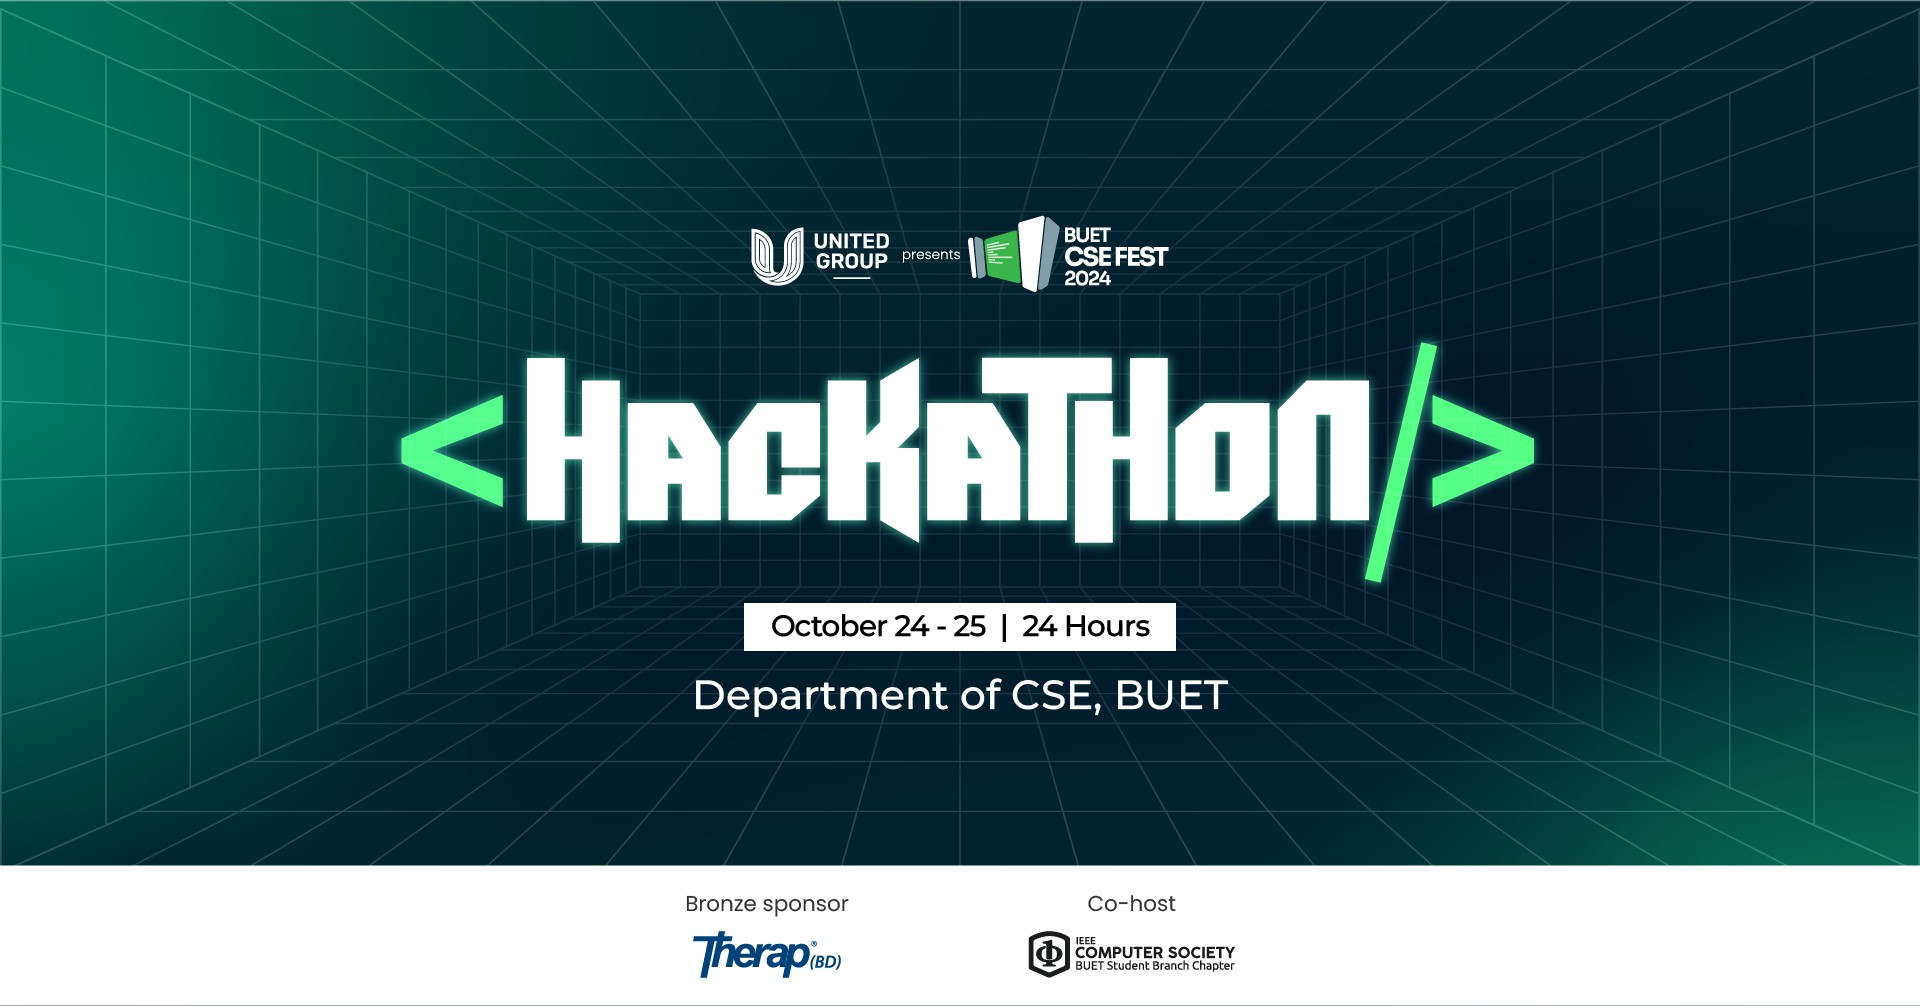 UNITED
GROUP
presents
BUET
CSE FEST
2024
<HACKATHON/>
October 24 - 25 | 24 Hours
Department of CSE, BUET
Bronze sponsor
Therap® (BD)
Co-host
IEEE
COMPUTER SOCIETY
BUET Student Branch Chapter